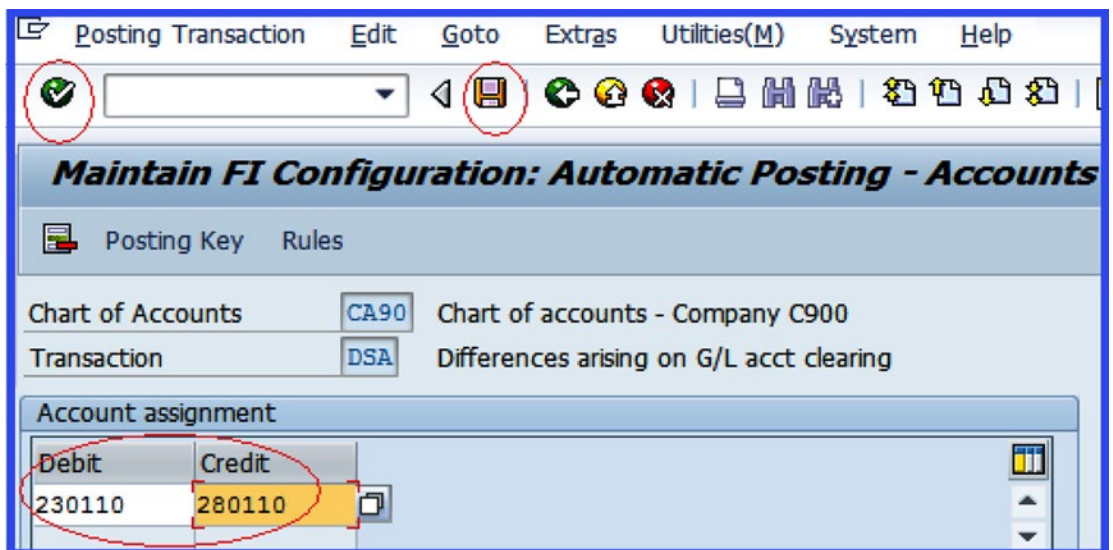 Posting Transaction Edit Goto Extras Utilities(M) System Help
Maintain FI Configuration: Automatic Posting - Accounts
Posting Key Rules
Chart of Accounts CA90 Chart of accounts - Company C900
Transaction DSA Differences arising on G/L acct clearing
Account assignment
Debit Credit
230110 280110